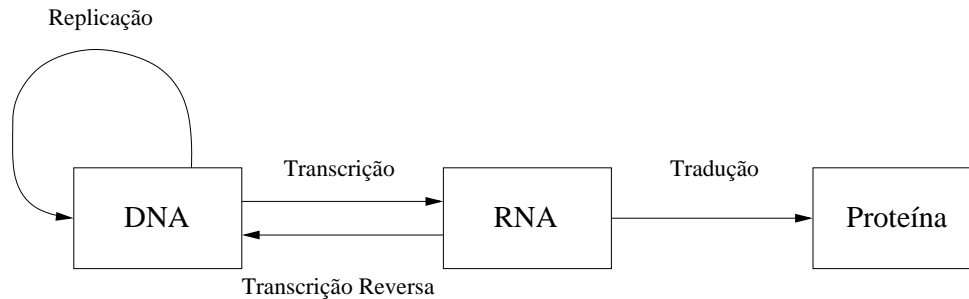 Replicação
Transcrição
Tradução
DNA
RNA
Proteína
Transcrição Reversa